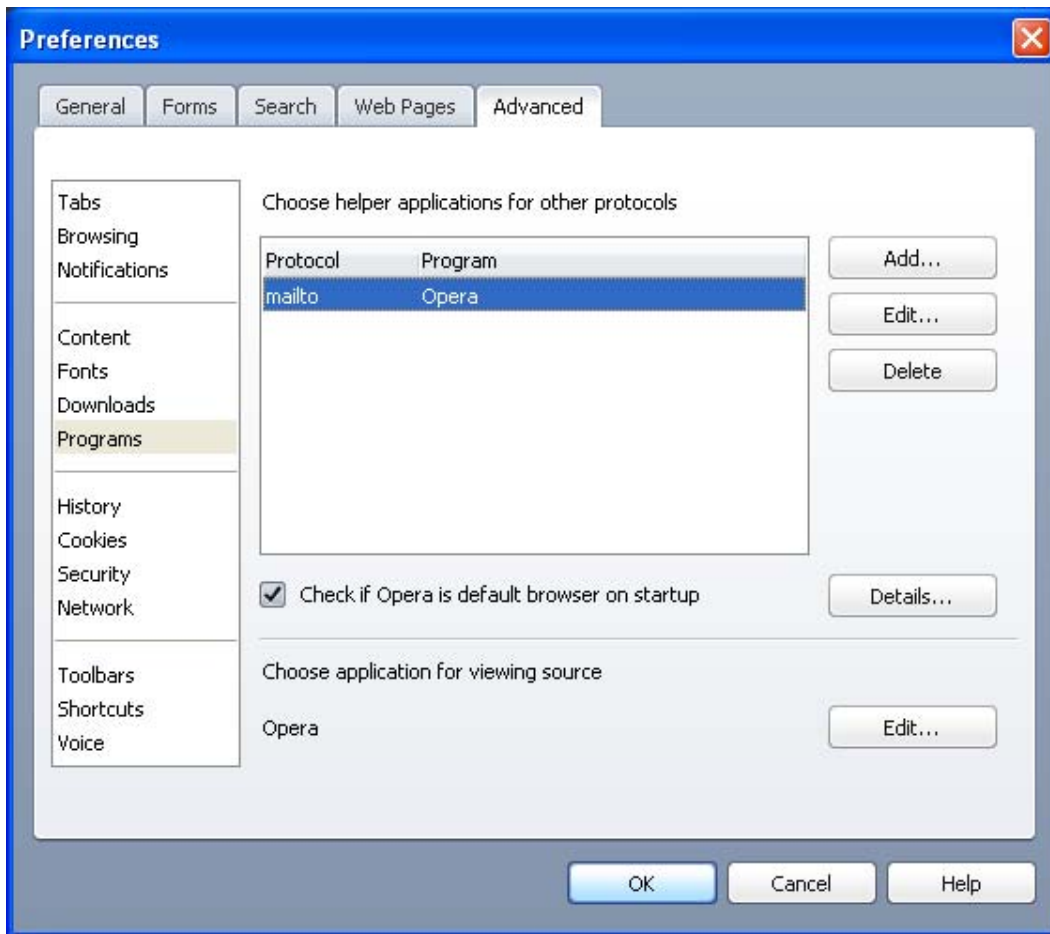 Preferences
General Forms Search Web Pages Advanced
Tabs
Browsing
Notifications
Content
Fonts
Downloads
Programs
History
Cookies
Security
Network
Toolbars
Shortcuts
Voice
Choose helper applications for other protocols
Protocol Program
mailto Opera
Add...
Edit...
Delete
Check if Opera is default browser on startup
Details...
Choose application for viewing source
Opera
Edit...
OK Cancel Help